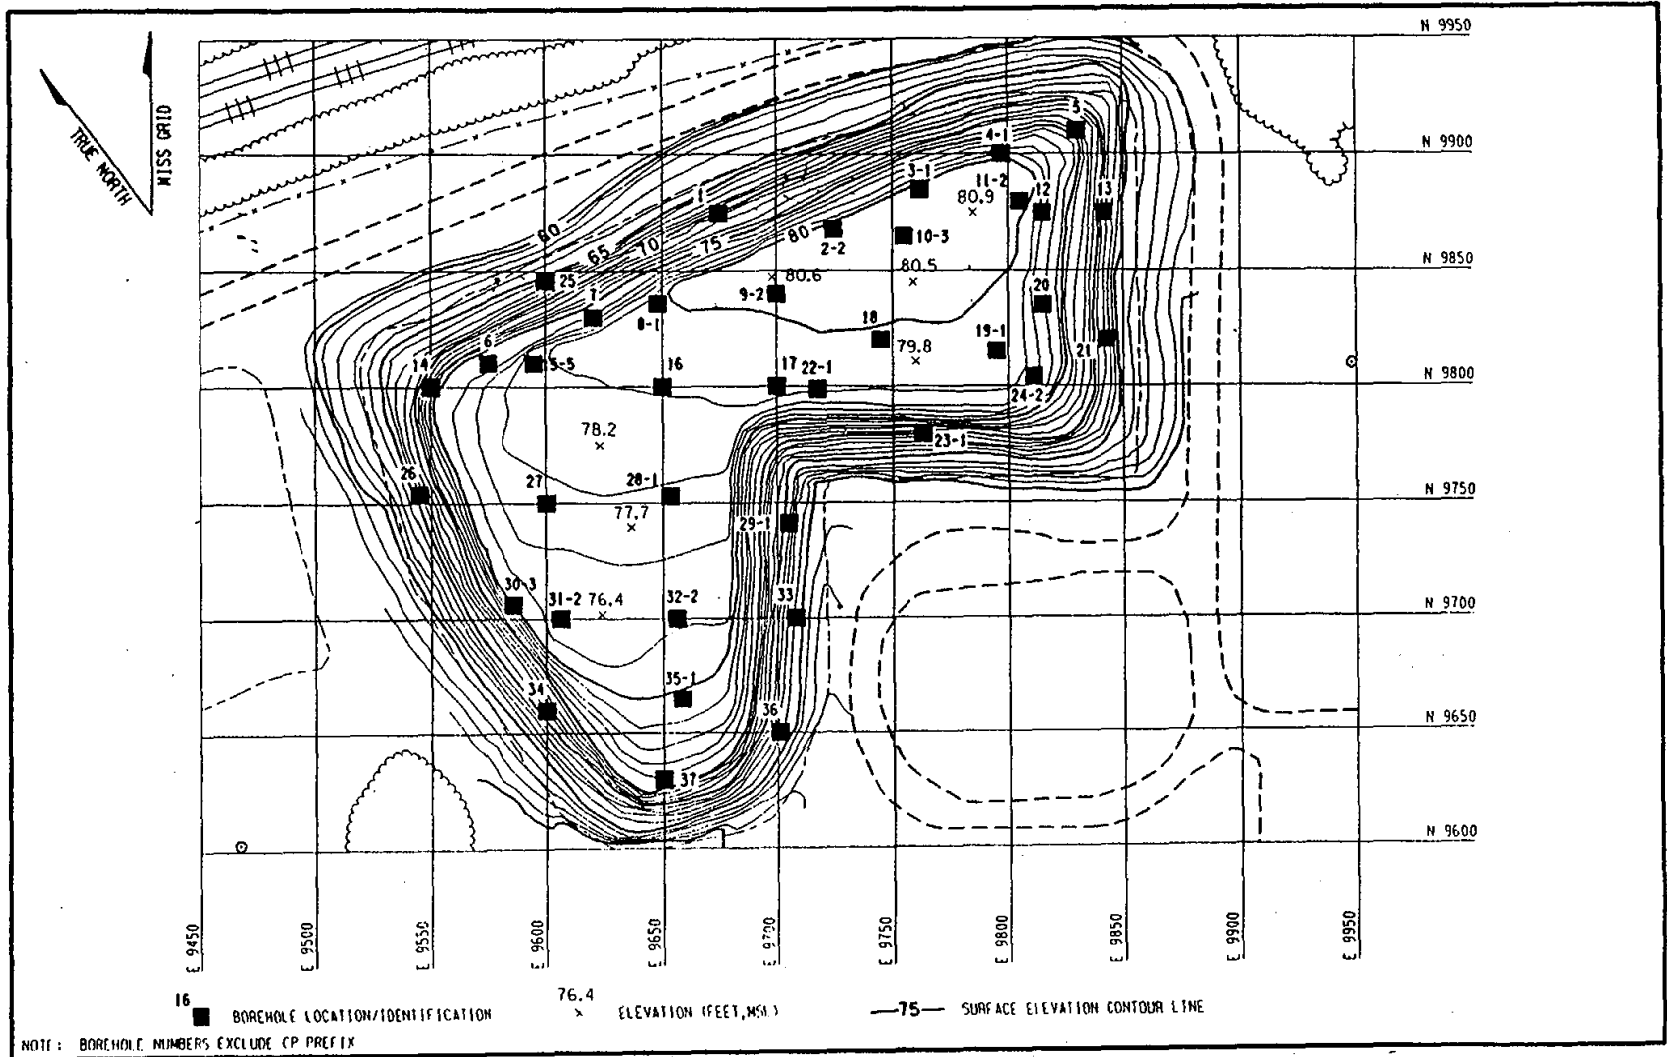 N 9950
TRUE NORTH
MISS GRID
5
4-1
N 9900
3-1
11-2
12
13
80.9
1
80
2-2
10-3
60
65
70
75
N 9850
80.6
80.5
25
7
9-2
20
8-1
18
19-1
6
79.8
21
14
15-5
16
17
22-1
N 9800
24-2
78.2
23-1
26
27
28-1
N 9750
77.7
29-1
30-3
31-2
76.4
32-2
33
N 9700
35-1
34
36
N 9650
37
N 9600
E 9450
E 9500
E 9550
E 9600
E 9650
E 9700
E 9750
E 9800
E 9850
E 9900
E 9950
16 BOREHOLE LOCATION/IDENTIFICATION
76.4 ELEVATION (FEET, MSL)
75 SURFACE ELEVATION CONTOUR LINE
NOTE: BOREHOLE NUMBERS EXCLUDE CP PREFIX